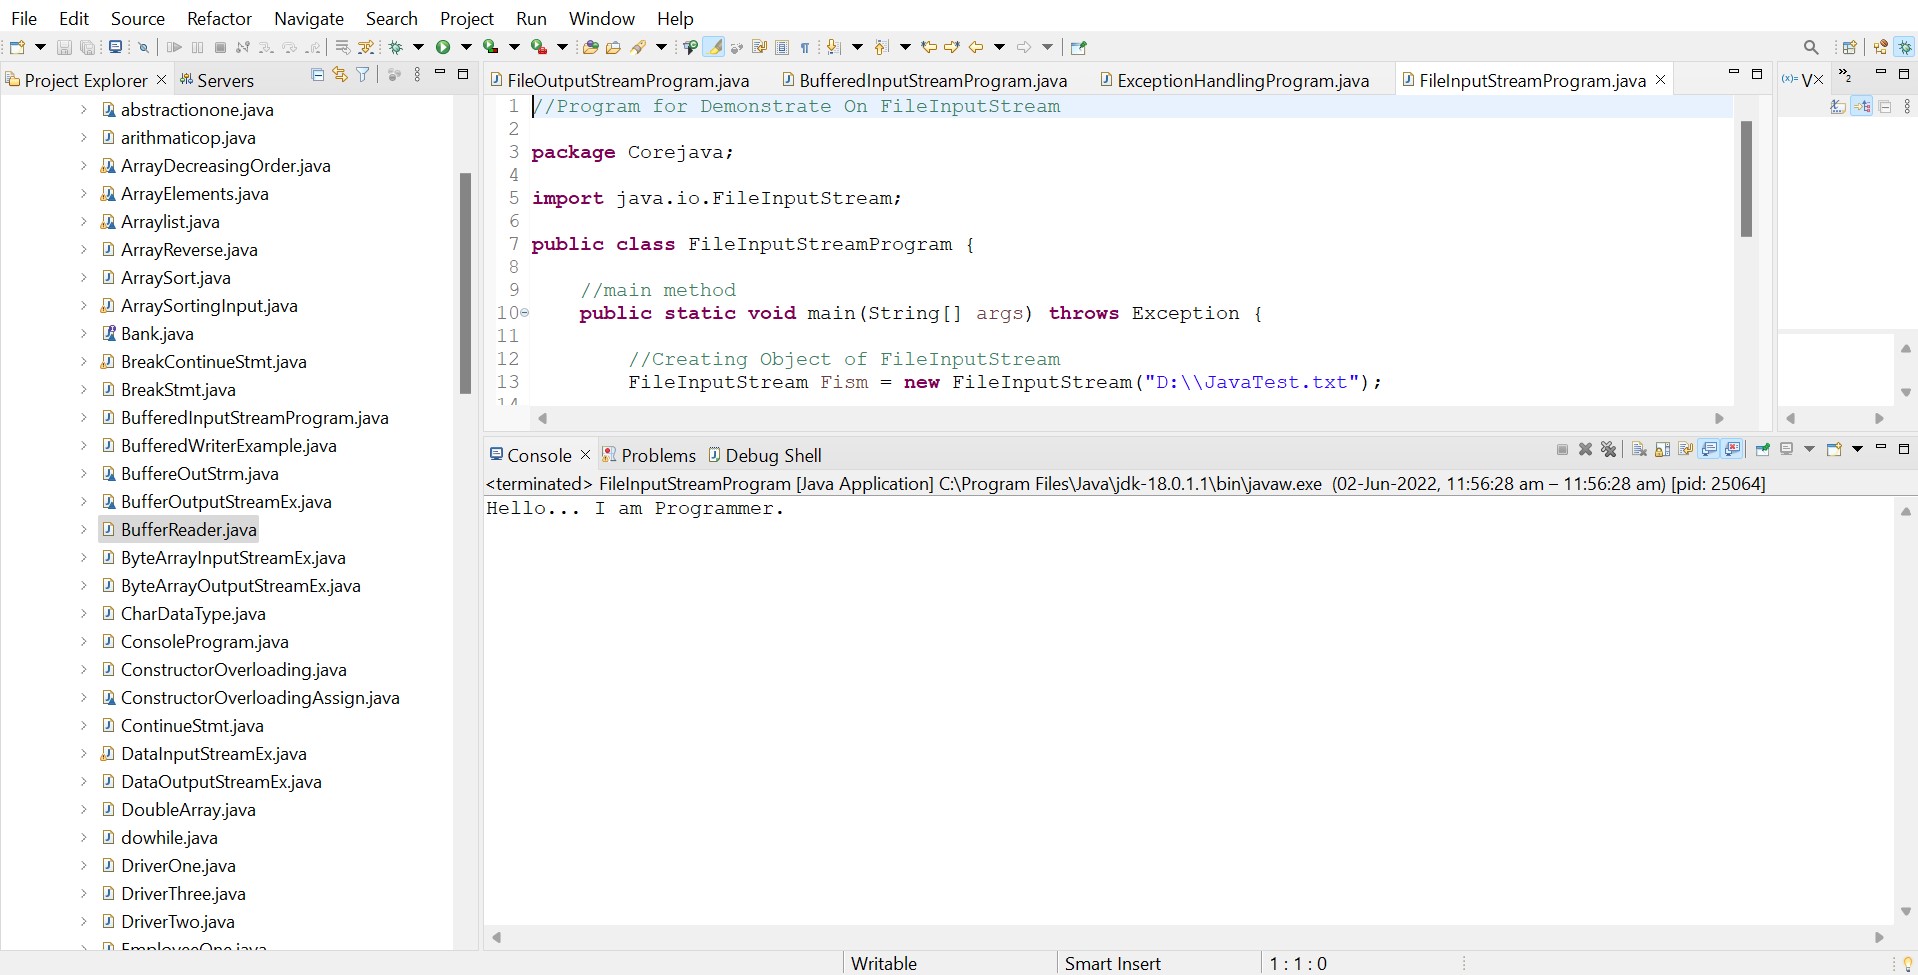 File Edit Source Refactor Navigate Search Project Run Window Help
Project Explorer Servers
abstractionone.java
arithmaticop.java
ArrayDecreasingOrder.java
ArrayElements.java
Arraylist.java
ArrayReverse.java
ArraySort.java
ArraySortingInput.java
Bank.java
BreakContinueStmt.java
BreakStmt.java
BufferedInputStreamProgram.java
BufferedWriterExample.java
BuffereOutStrm.java
BufferOutputStreamEx.java
BufferReader.java
ByteArrayInputStreamEx.java
ByteArrayOutputStreamEx.java
CharDataType.java
ConsoleProgram.java
ConstructorOverloading.java
ConstructorOverloadingAssign.java
ContinueStmt.java
DataInputStreamEx.java
DataOutputStreamEx.java
DoubleArray.java
dowhile.java
DriverOne.java
DriverThree.java
DriverTwo.java
EmployeeOne.java
FileOutputStreamProgram.java BufferedInputStreamProgram.java ExceptionHandlingProgram.java FileInputStreamProgram.java
1 //Program for Demonstrate On FileInputStream
2
3 package Corejava;
4
5 import java.io.FileInputStream;
6
7 public class FileInputStreamProgram {
8
9 //main method
10 public static void main(String[] args) throws Exception {
11
12 //Creating Object of FileInputStream
13 FileInputStream Fism = new FileInputStream("D:\\JavaTest.txt");
14
(x)= V »2
Console Problems Debug Shell
<terminated> FileInputStreamProgram [Java Application] C:\Program Files\Java\jdk-18.0.1.1\bin\javaw.exe (02-Jun-2022, 11:56:28 am – 11:56:28 am) [pid: 25064]
Hello... I am Programmer.
Writable Smart Insert 1 : 1 : 0